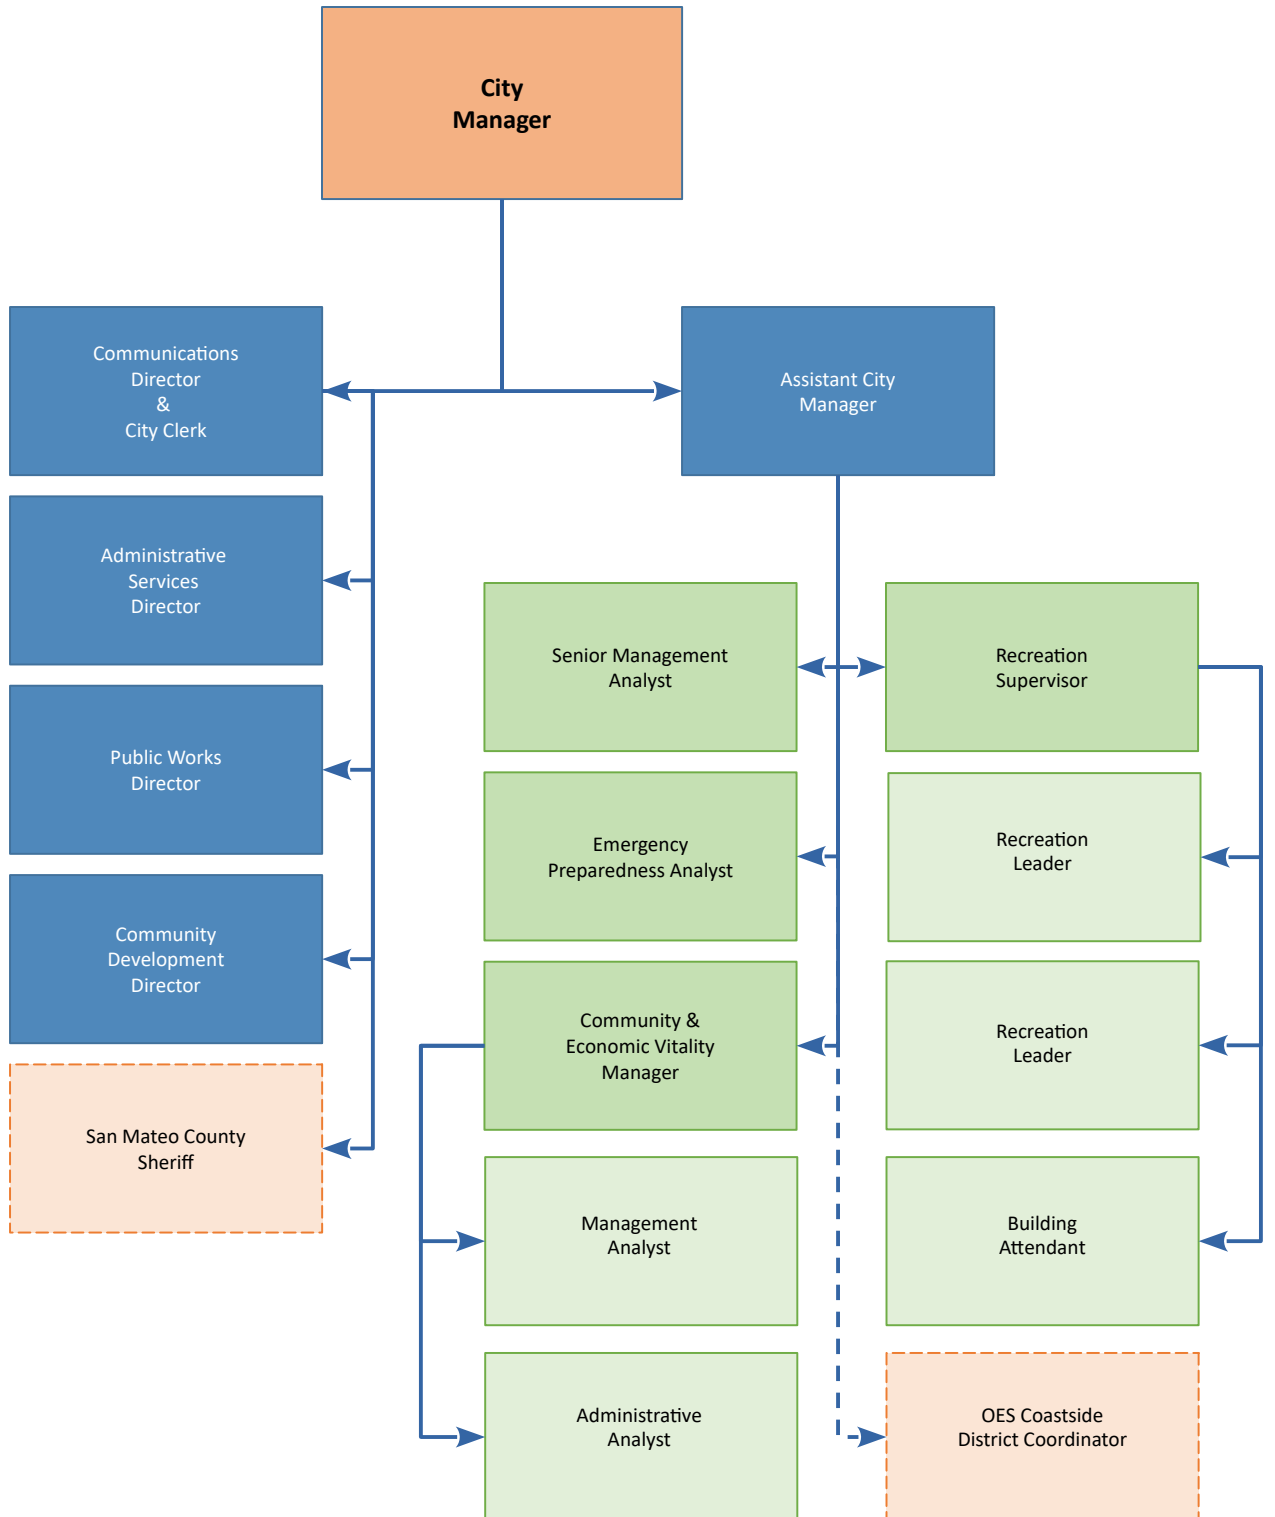 City
Manager
Communications
Director
&
City Clerk
Assistant City
Manager
Administrative
Services
Director
Senior Management
Analyst
Recreation
Supervisor
Public Works
Director
Emergency
Preparedness Analyst
Recreation
Leader
Community
Development
Director
Community &
Economic Vitality
Manager
Recreation
Leader
San Mateo County
Sheriff
Management
Analyst
Building
Attendant
Administrative
Analyst
OES Coastside
District Coordinator